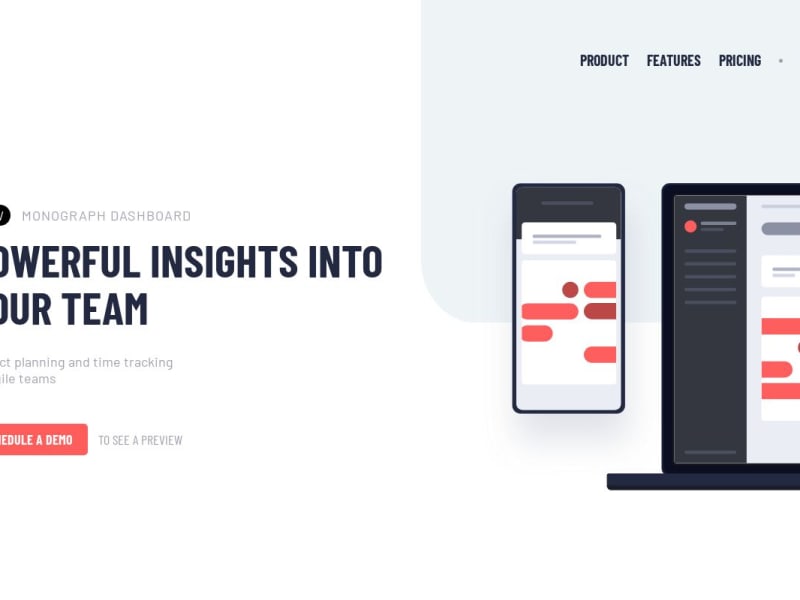 PRODUCT FEATURES PRICING
MONOGRAPH DASHBOARD
OWERFUL INSIGHTS INTO
OUR TEAM
ct planning and time tracking
gile teams
HEDULE A DEMO TO SEE A PREVIEW